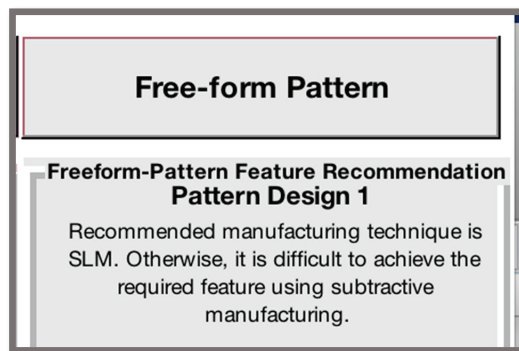 Free-form Pattern
Freeform-Pattern Feature Recommendation
Pattern Design 1
Recommended manufacturing technique is
SLM. Otherwise, it is difficult to achieve the
required feature using subtractive
manufacturing.